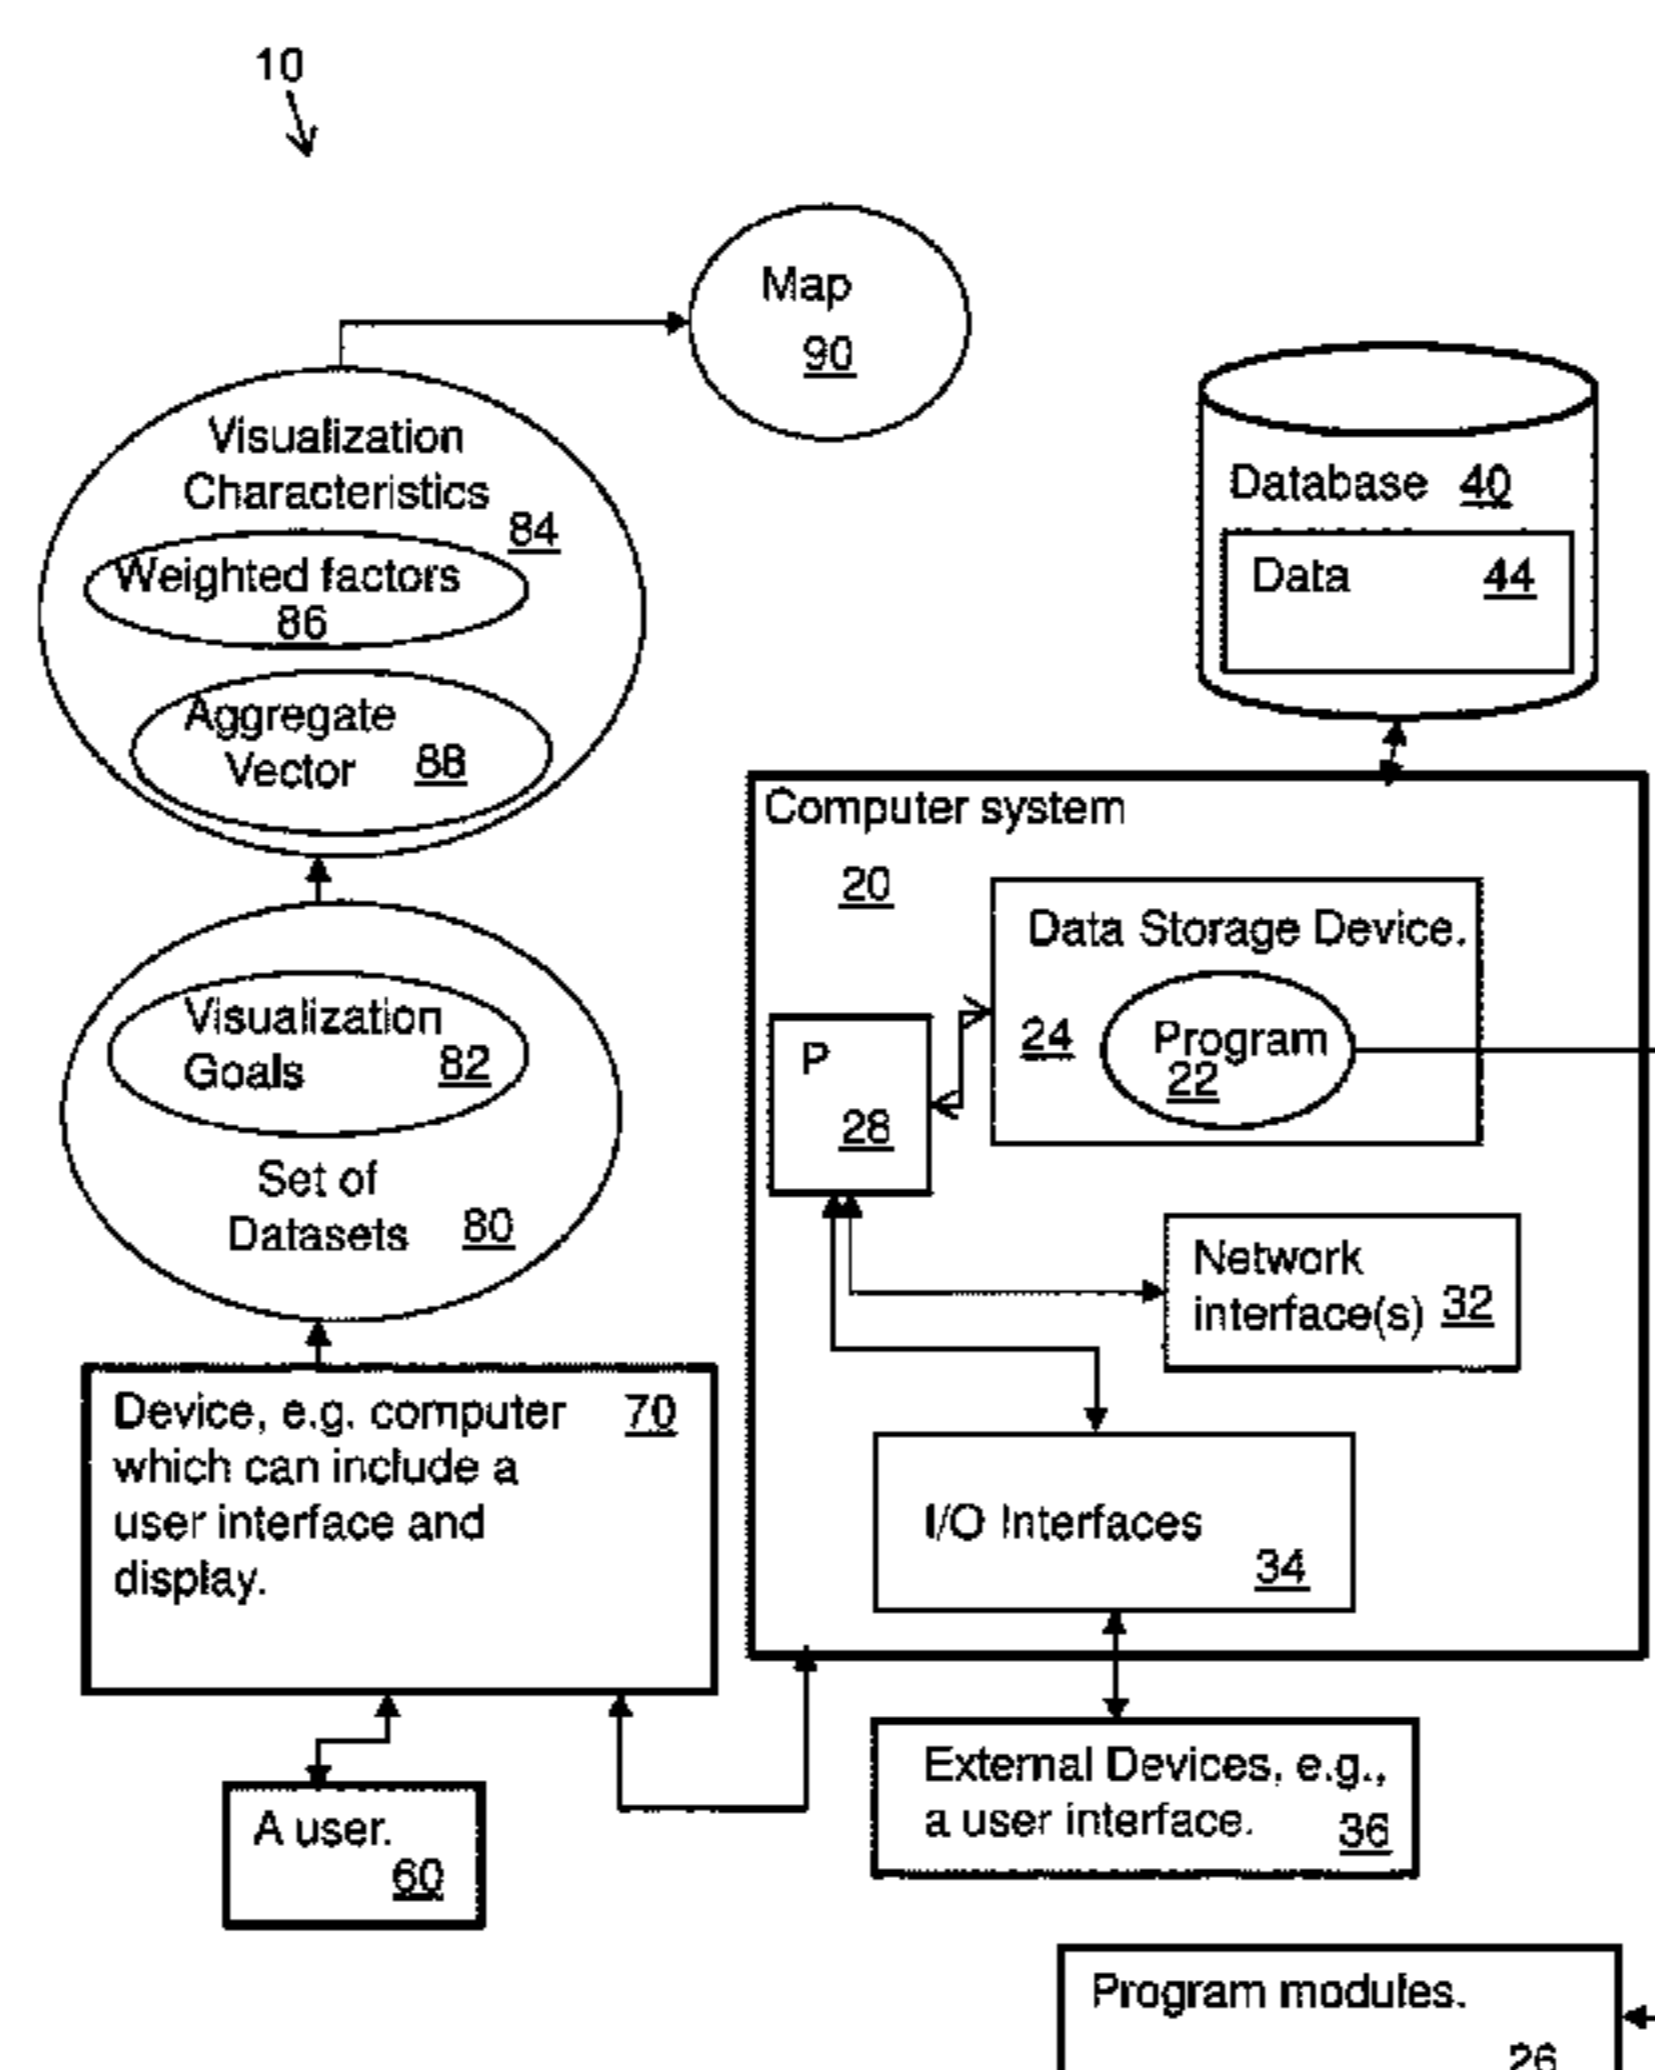 10
Map
90
Visualization
Characteristics
84
Weighted factors
86
Aggregate
Vector 88
Database 40
Data 44
Computer system
20
Data Storage Device.
24
Program
22
P
28
Visualization
Goals 82
Set of
Datasets 80
Network
interface(s) 32
Device, e.g. computer 70
which can include a
user interface and
display.
I/O Interfaces
34
External Devices, e.g.,
a user interface. 36
A user.
60
Program modules.
26